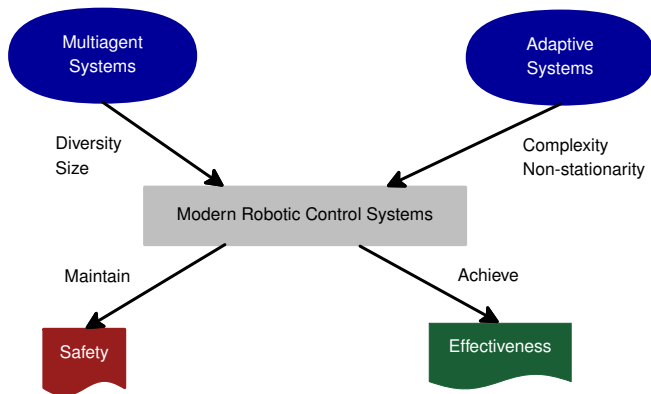 Multiagent
Systems
Adaptive
Systems
Diversity
Size
Complexity
Non-stationarity
Modern Robotic Control Systems
Maintain
Achieve
Safety
Effectiveness